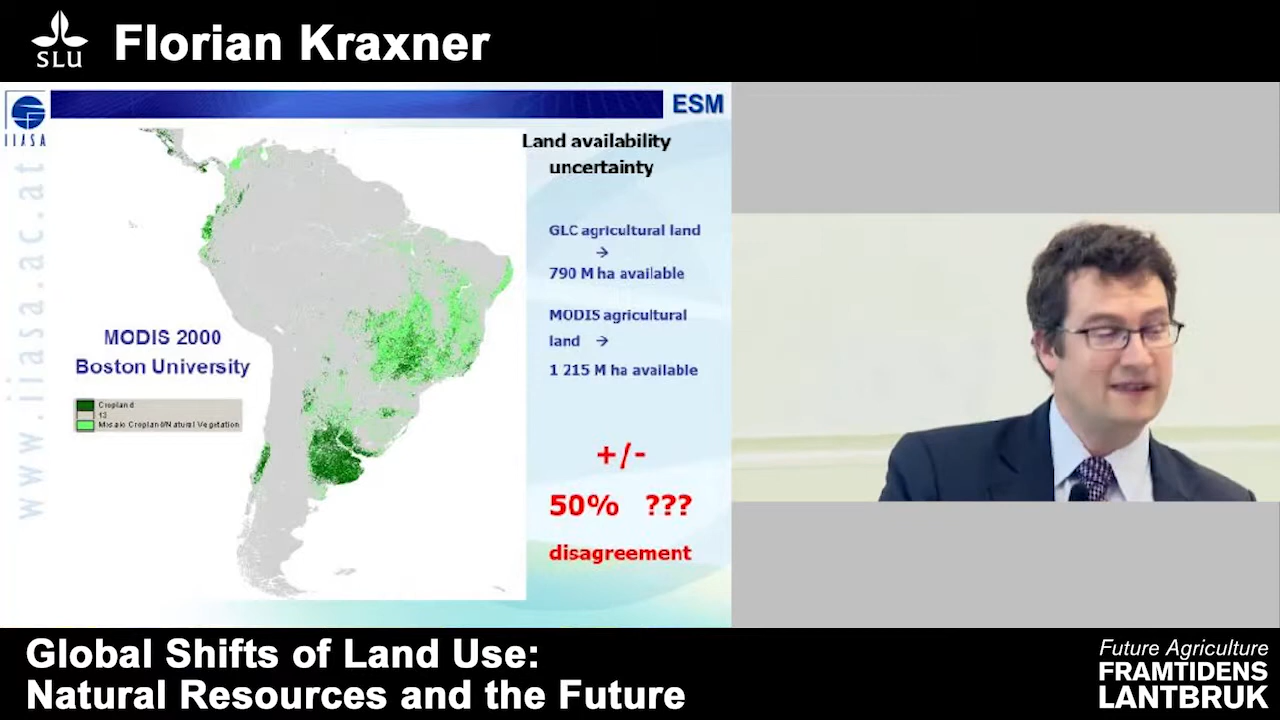 SLU
Florian Kraxner
IIASA
ESM
www.iiasa.ac.at
Land availability
uncertainty
GLC agricultural land
→
790 M ha available
MODIS agricultural
land →
1 215 M ha available
+/-
50% ???
disagreement
MODIS 2000
Boston University
Cropland
13
Mosaic Cropland/Natural Vegetation
Global Shifts of Land Use:
Natural Resources and the Future
Future Agriculture
FRAMTIDENS
LANTBRUK